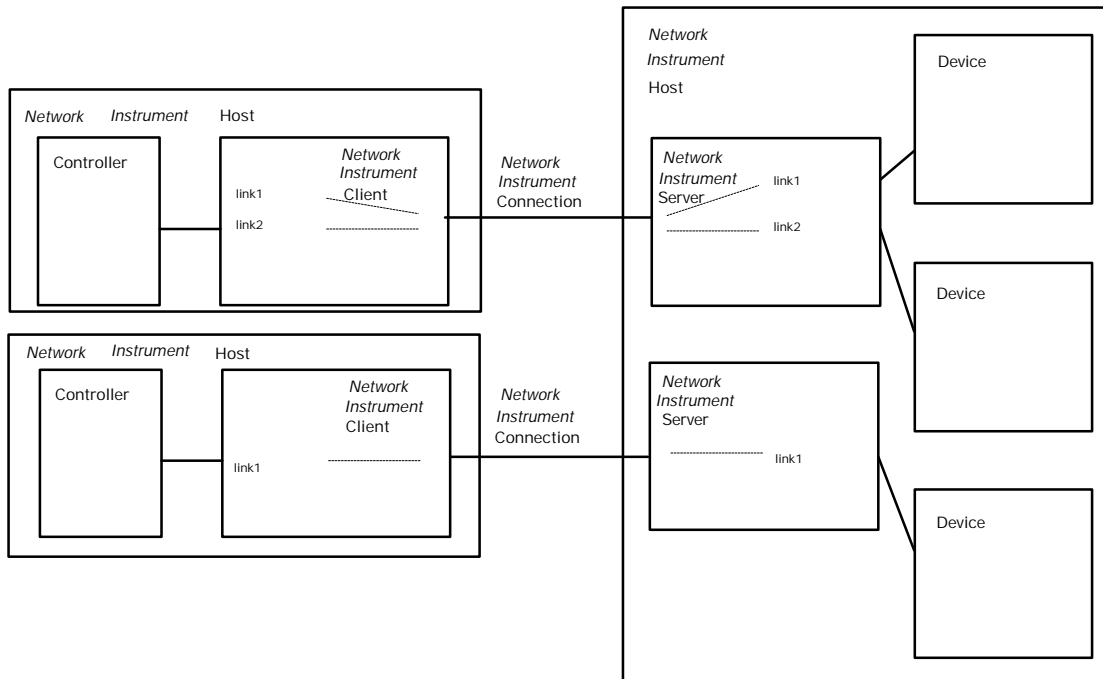 Network Instrument Host
Controller
Network
Instrument
Client
link1
link2
Network
Instrument
Connection
Network
Instrument
Host
Network
Instrument
Server
link1
link2
Device
Device
Network Instrument Host
Controller
Network
Instrument
Client
link1
Network
Instrument
Connection
Network
Instrument
Server
link1
Device